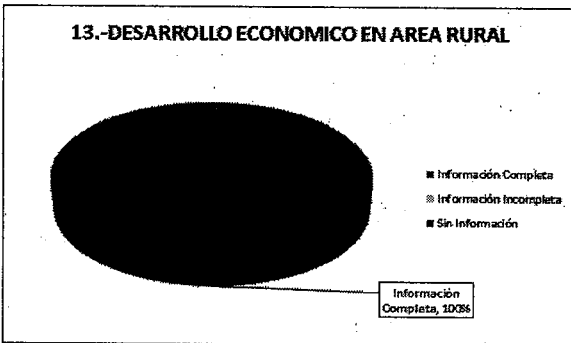 13.-DESARROLLO ECONOMICO EN AREA RURAL
Información Completa
Información Incompleta
Sin Información
Información
Completa, 100%